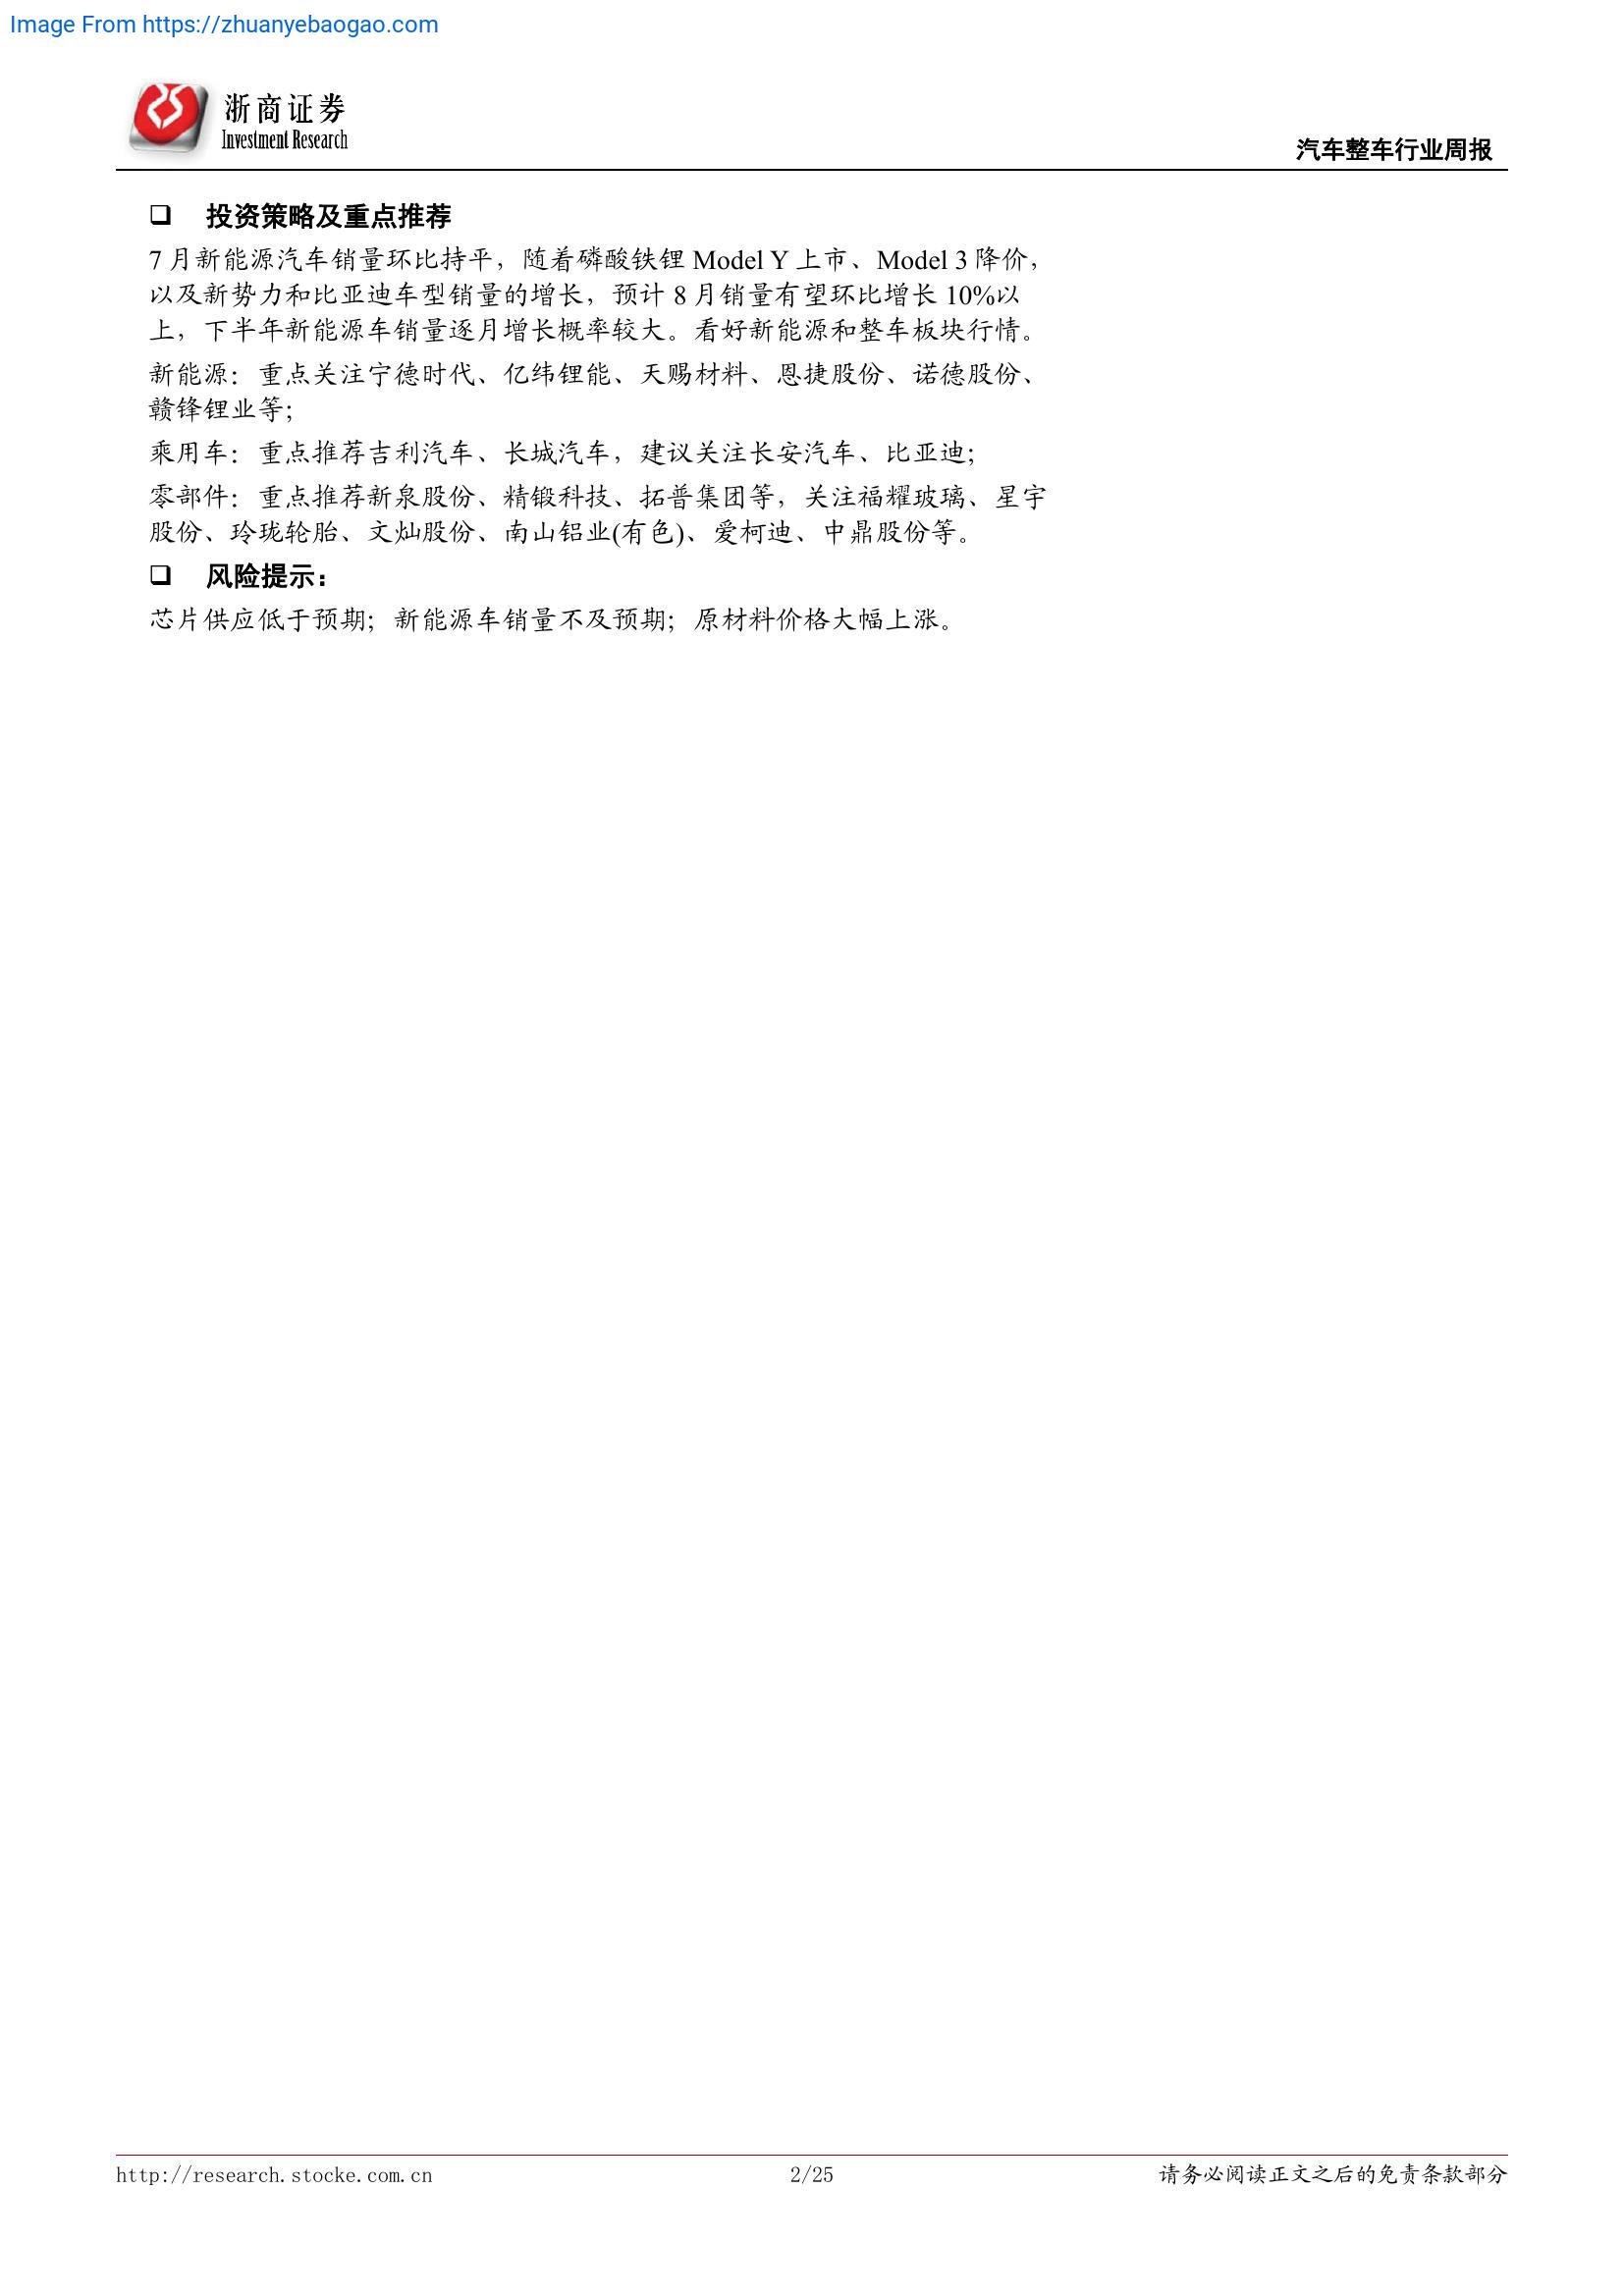 Image From https://zhuanyebaogao.com
浙商证券
Investment Research
汽车整车行业周报
❑ 投资策略及重点推荐
7 月新能源汽车销量环比持平，随着磷酸铁锂 Model Y 上市、Model 3 降价，
以及新势力和比亚迪车型销量的增长，预计 8 月销量有望环比增长 10%以
上，下半年新能源车销量逐月增长概率较大。看好新能源和整车板块行情。
新能源：重点关注宁德时代、亿纬锂能、天赐材料、恩捷股份、诺德股份、
赣锋锂业等；
乘用车：重点推荐吉利汽车、长城汽车，建议关注长安汽车、比亚迪；
零部件：重点推荐新泉股份、精锻科技、拓普集团等，关注福耀玻璃、星宇
股份、玲珑轮胎、文灿股份、南山铝业(有色)、爱柯迪、中鼎股份等。
❑ 风险提示：
芯片供应低于预期；新能源车销量不及预期；原材料价格大幅上涨。
http://research.stocke.com.cn
2/25
请务必阅读正文之后的免责条款部分